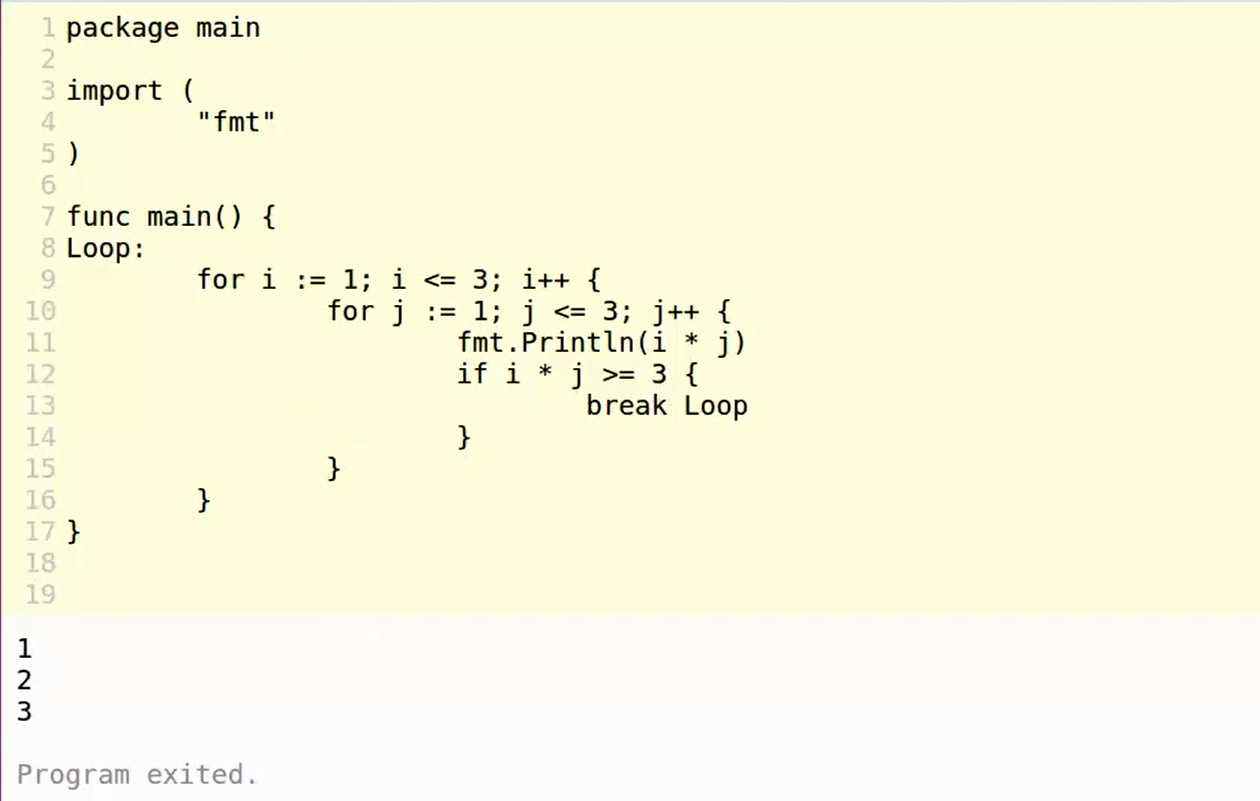 1 package main
2
3 import (
4         "fmt"
5 )
6
7 func main() {
8 Loop:
9         for i := 1; i <= 3; i++ {
10                 for j := 1; j <= 3; j++ {
11                         fmt.Println(i * j)
12                         if i * j >= 3 {
13                                 break Loop
14                         }
15                 }
16         }
17 }
18
19
1
2
3
Program exited.